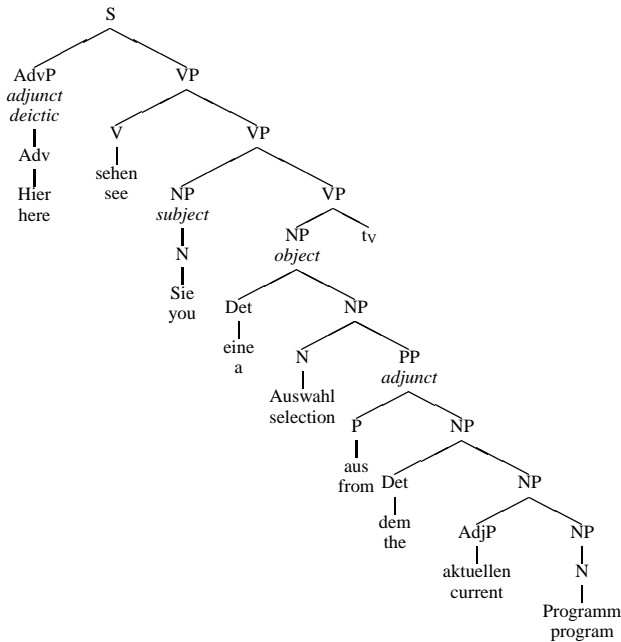 S
AdvP VP
adjunct
deictic
V VP
Adv
sehen
see
Hier
here
NP VP
subject
NP tv
object
N
Sie
you
Det NP
eine
a
N PP
adjunct
Auswahl
selection
P NP
aus
from
Det NP
dem
the
AdjP NP
aktuellen
current
N
Programm
program